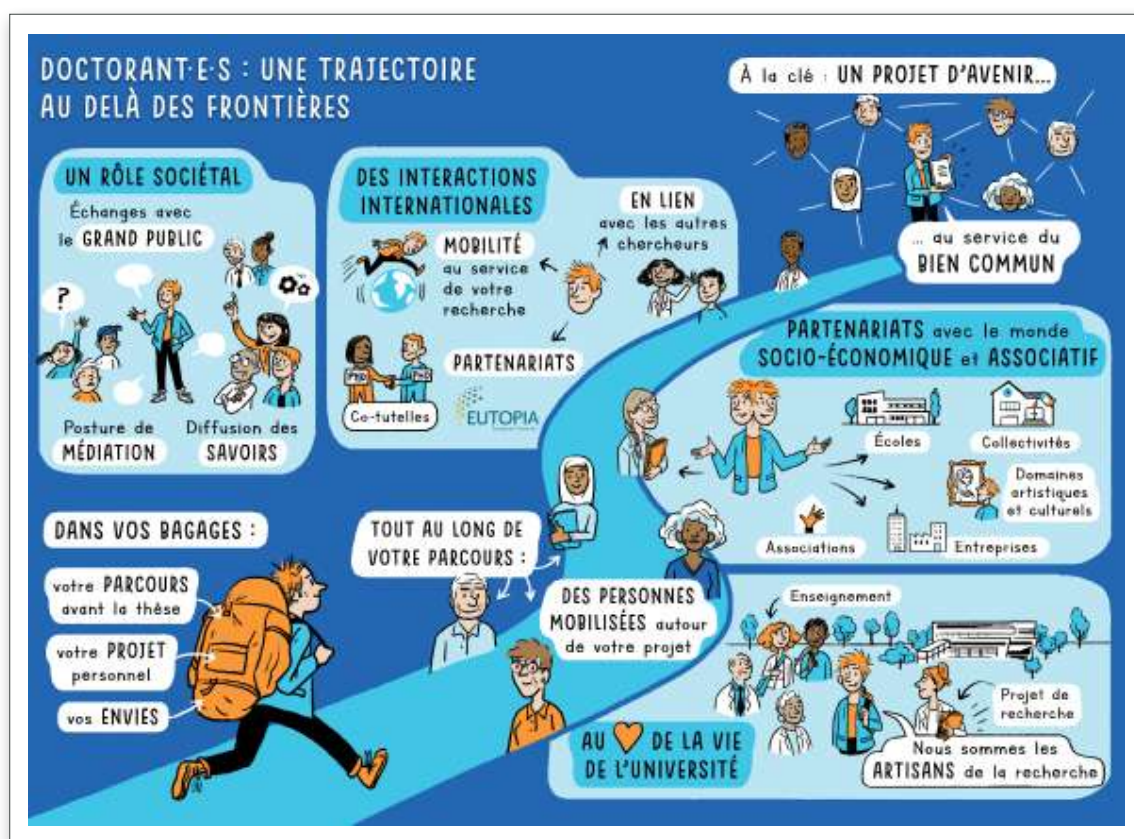 DOCTORANT·E·S : UNE TRAJECTOIRE
AU DELÀ DES FRONTIÈRES
À la clé : UN PROJET D'AVENIR...
... au service du
BIEN COMMUN
UN RÔLE SOCIÉTAL
Échanges avec
le GRAND PUBLIC
?
Posture de
MÉDIATION
Diffusion des
SAVOIRS
DES INTERACTIONS
INTERNATIONALES
MOBILITÉ
au service
de votre
recherche
EN LIEN
avec les autres
chercheurs
PARTENARIATS
PhD
PhD
Co-tutelles
EUTOPIA
PARTENARIATS avec le monde
SOCIO-ÉCONOMIQUE et ASSOCIATIF
Écoles
Collectivités
Domaines
artistiques
et culturels
Associations
Entreprises
DANS VOS BAGAGES :
votre PARCOURS
avant la thèse
votre PROJET
personnel
vos ENVIES
TOUT AU LONG DE
VOTRE PARCOURS :
DES PERSONNES
MOBILISÉES autour
de votre projet
Enseignement
Projet de
recherche
Nous sommes les
ARTISANS de la recherche
AU DE LA VIE
DE L'UNIVERSITÉ